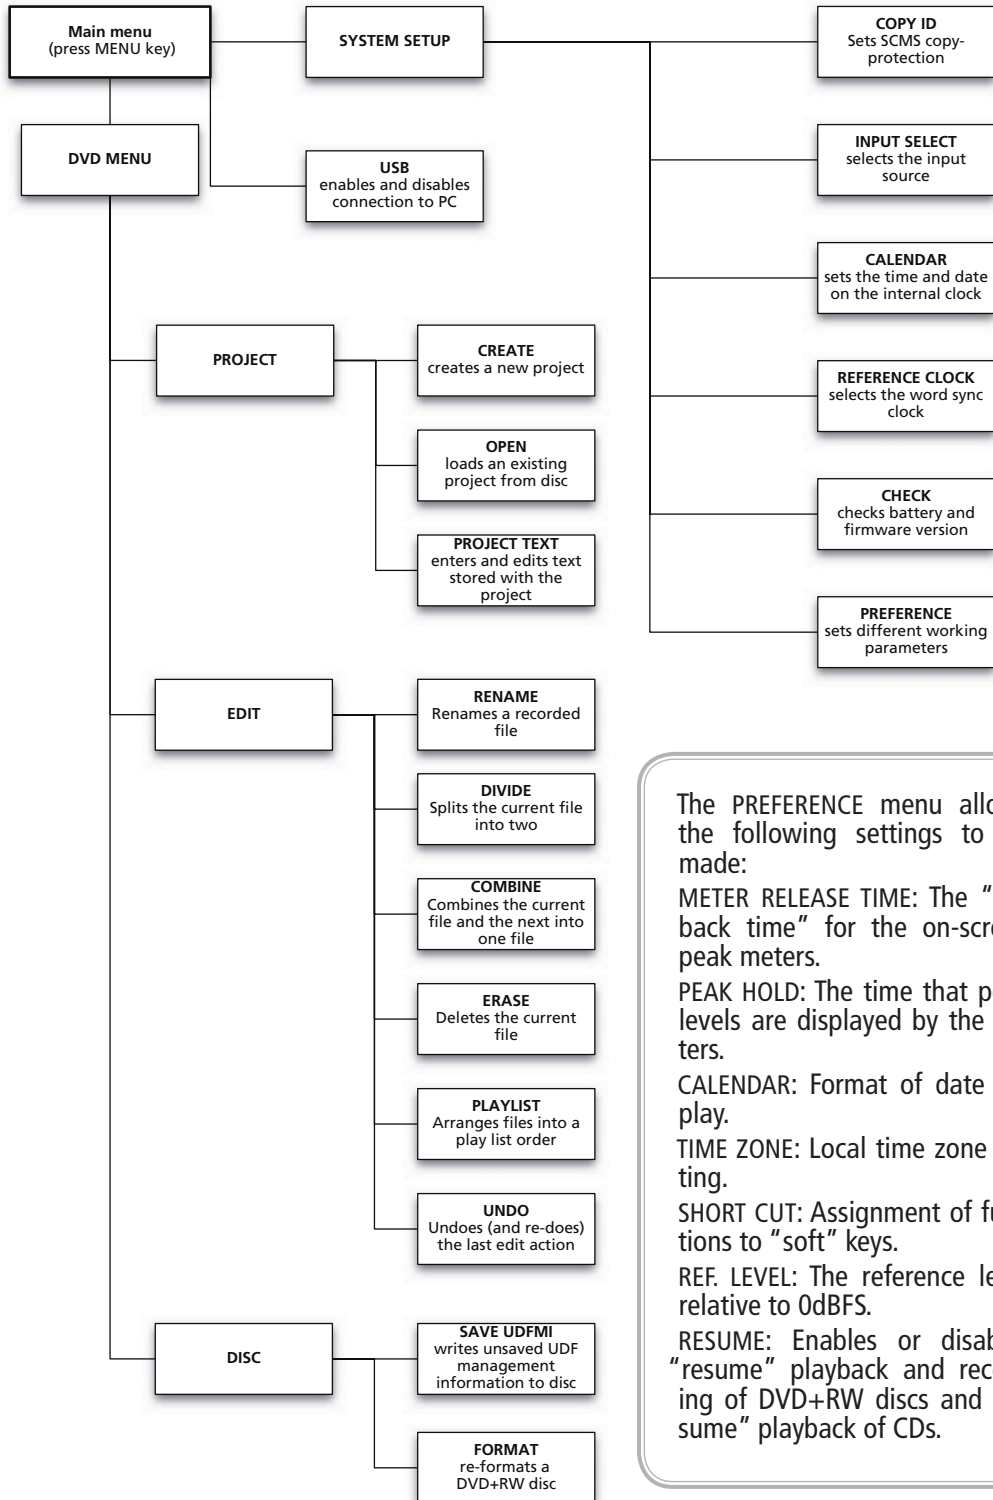 Main menu
(press MENU key)
SYSTEM SETUP
COPY ID
Sets SCMS copy-
protection
DVD MENU
USB
enables and disables
connection to PC
INPUT SELECT
selects the input
source
CALENDAR
sets the time and date
on the internal clock
PROJECT
CREATE
creates a new project
OPEN
loads an existing
project from disc
PROJECT TEXT
enters and edits text
stored with the
project
REFERENCE CLOCK
selects the word sync
clock
CHECK
checks battery and
firmware version
PREFERENCE
sets different working
parameters
EDIT
RENAME
Renames a recorded
file
DIVIDE
Splits the current file
into two
COMBINE
Combines the current
file and the next into
one file
ERASE
Deletes the current
file
PLAYLIST
Arranges files into a
play list order
UNDO
Undoes (and re-does)
the last edit action
DISC
SAVE UDFMI
writes unsaved UDF
management
information to disc
FORMAT
re-formats a
DVD+RW disc
The PREFERENCE menu
the following settings to
made:
METER RELEASE TIME: The
back time" for the
peak meters.
PEAK HOLD: The time that
levels are displayed by the
ters.
CALENDAR: Format of date
play.
TIME ZONE: Local time zone
ting.
SHORT CUT: Assignment of
tions to "soft" keys.
REF. LEVEL: The reference
relative to 0dBFS.
RESUME: Enables or
"resume" playback and
ing of DVD+RW discs and
sume" playback of CDs.